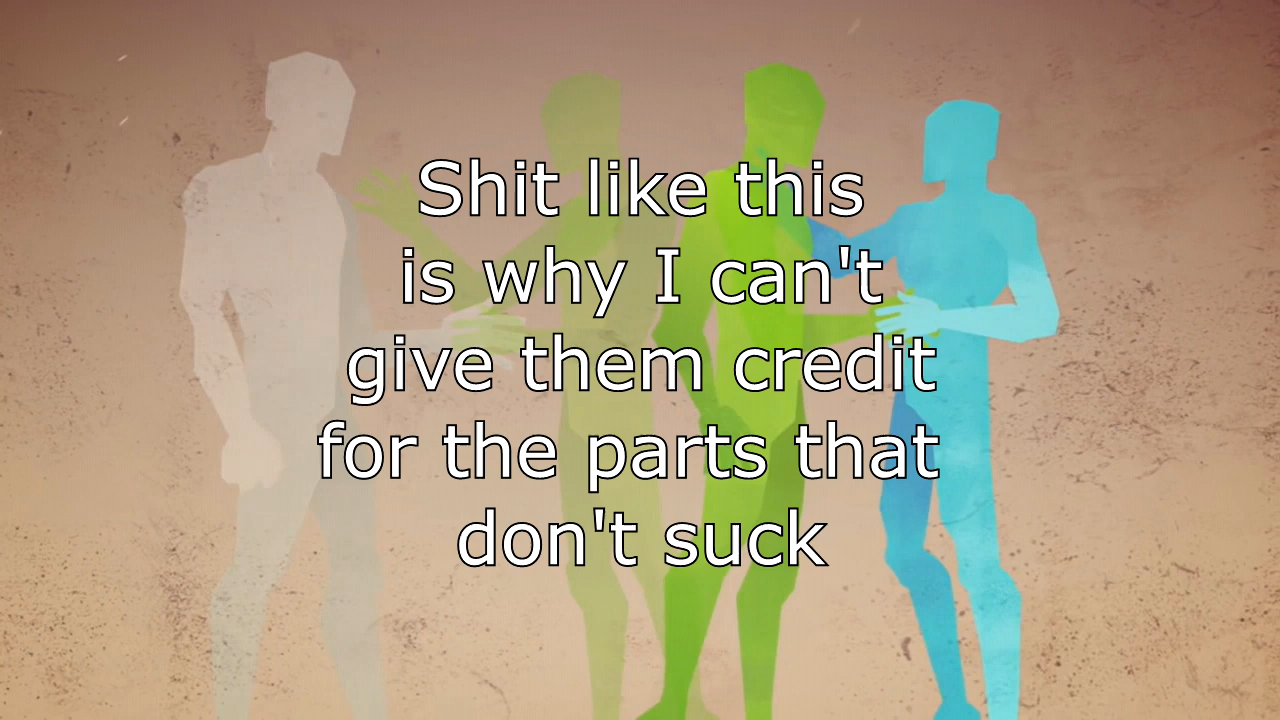 Shit like this
is why I can't
give them credit
for the parts that
don't suck